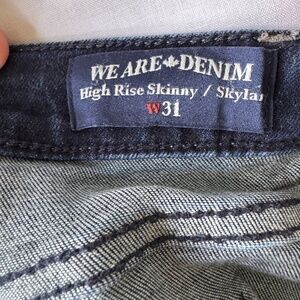 WE ARE DENIM
High Rise Skinny / Skylar
W31